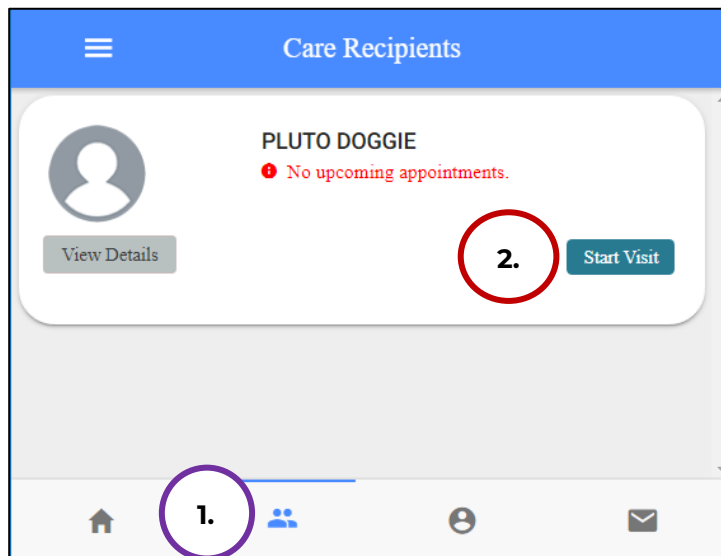 Care Recipients
PLUTO DOGGIE
No upcoming appointments.
View Details
2.
Start Visit
1.